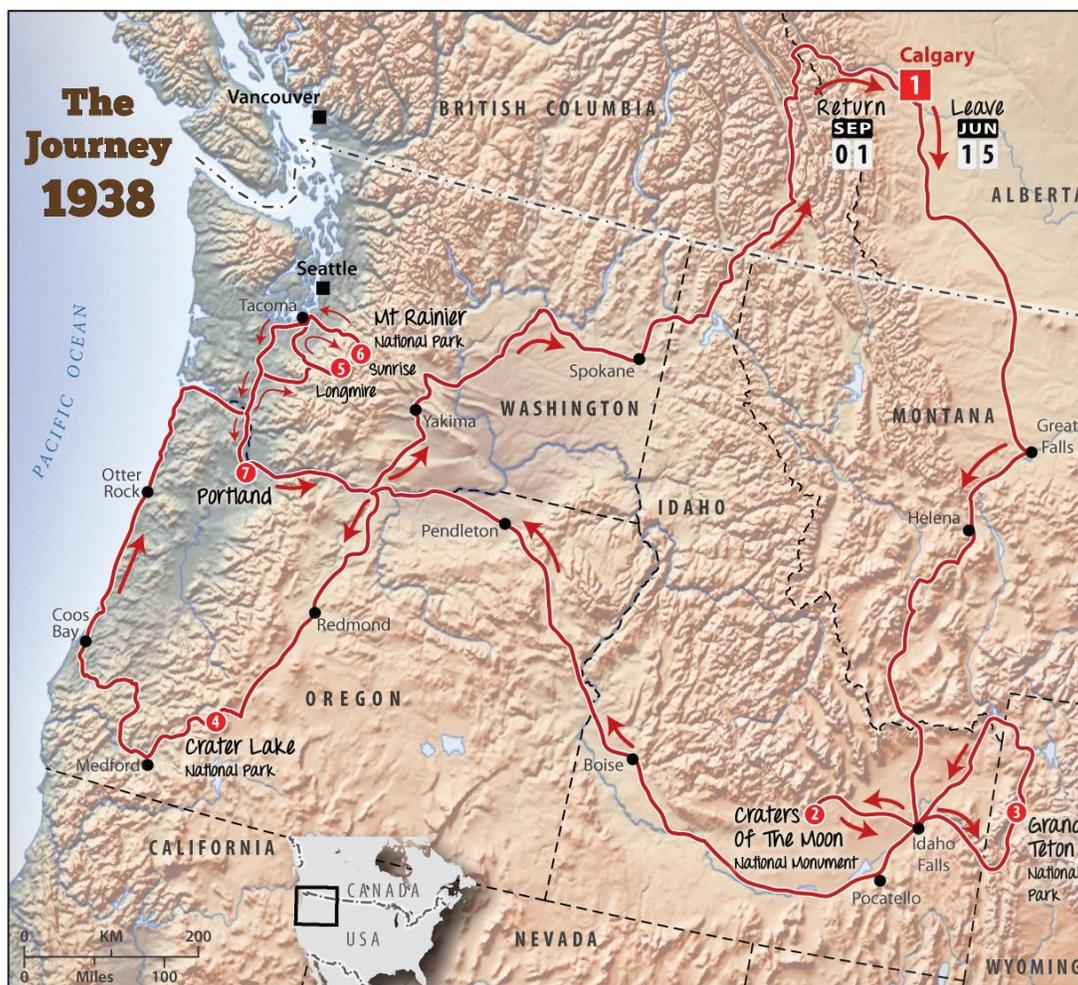 The
Journey
1938
Vancouver
BRITISH COLUMBIA
Calgary
1
Return
SEP
01
Leave
JUN
15
ALBERTA
Seattle
Tacoma
Mt Rainier
National Park
6
Sunrise
5
Longmire
Spokane
PACIFIC OCEAN
Yakima
WASHINGTON
MONTANA
Great
Falls
7
Portland
Otter
Rock
IDAHO
Helena
Pendleton
Coos
Bay
Redmond
OREGON
4
Crater Lake
National Park
Medford
Boise
Craters
Of The Moon
National Monument
2
3
Grand
Teton
National
Park
Idaho
Falls
Pocatello
CALIFORNIA
CANADA
USA
NEVADA
WYOMING
0 KM 200
0 Miles 100